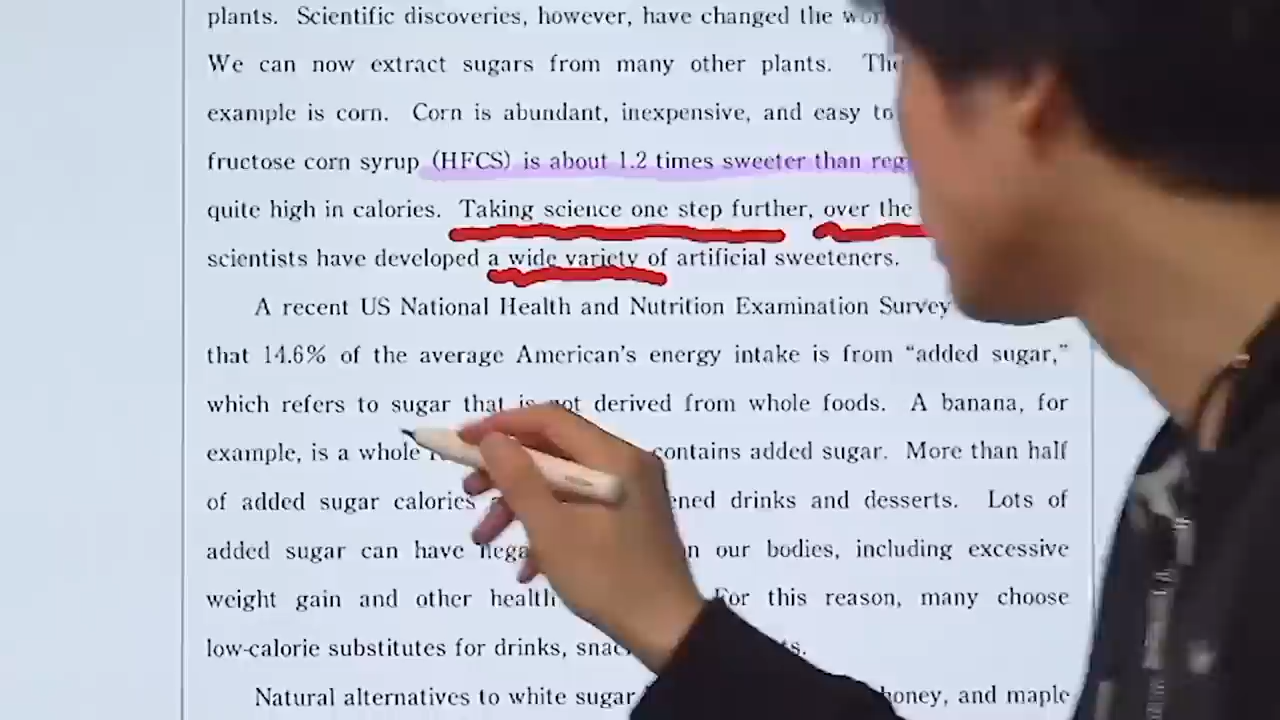 plants. Scientific discoveries, however, have changed the
We can now extract sugars from many other plants.
example is corn. Corn is abundant, inexpensive, and easy to
fructose corn syrup (HFCS) is about 1.2 times sweeter than
quite high in calories. Taking science one step further, over the
scientists have developed a wide variety of artificial sweeteners.
A recent US National Health and Nutrition Examination Survey
that 14.6% of the average American's energy intake is from “added sugar,”
which refers to sugar that is not derived from whole foods. A banana, for
example, is a whole contains added sugar. More than half
of added sugar calories drinks and desserts. Lots of
added sugar can have our bodies, including excessive
weight gain and other For this reason, many choose
low-calorie substitutes for drinks,
Natural alternatives to white sugar honey, and maple